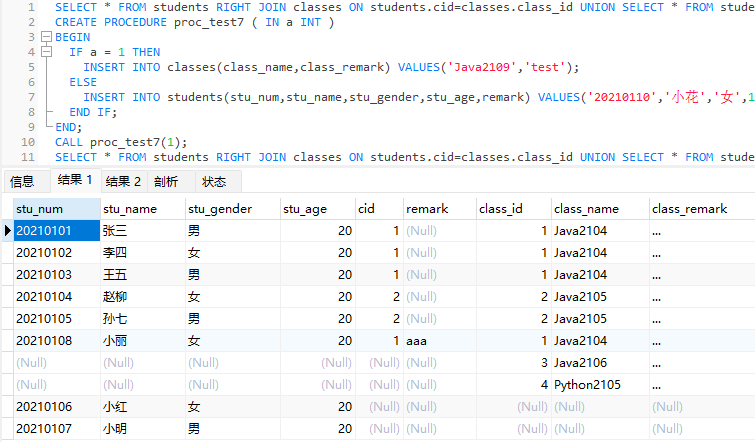 1 SELECT * FROM students RIGHT JOIN classes ON students.cid=classes.class_id UNION SELECT * FROM stude
2 CREATE PROCEDURE proc_test7 ( IN a INT )
3 BEGIN
4 IF a = 1 THEN
5 INSERT INTO classes(class_name,class_remark) VALUES('Java2109','test');
6 ELSE
7 INSERT INTO students(stu_num,stu_name,stu_gender,stu_age,remark) VALUES('20210110','小花','女',1
8 END IF;
9 END;
10 CALL proc_test7(1);
11 SELECT * FROM students RIGHT JOIN classes ON students.cid=classes.class_id UNION SELECT * FROM stude
信息 结果 1 结果 2 剖析 状态
stu_num stu_name stu_gender stu_age cid remark class_id class_name class_remark
20210101 张三 男 20 1 (Null) 1 Java2104 ...
20210102 李四 女 20 1 (Null) 1 Java2104 ...
20210103 王五 男 20 1 (Null) 1 Java2104 ...
20210104 赵柳 女 20 2 (Null) 2 Java2105 ...
20210105 孙七 男 20 2 (Null) 2 Java2105 ...
20210108 小丽 女 20 1 aaa 1 Java2104 ...
(Null) (Null) (Null) (Null) (Null) (Null) 3 Java2106 ...
(Null) (Null) (Null) (Null) (Null) (Null) 4 Python2105 ...
20210106 小红 女 20 (Null) (Null) (Null) (Null) (Null)
20210107 小明 男 20 (Null) (Null) (Null) (Null) (Null)